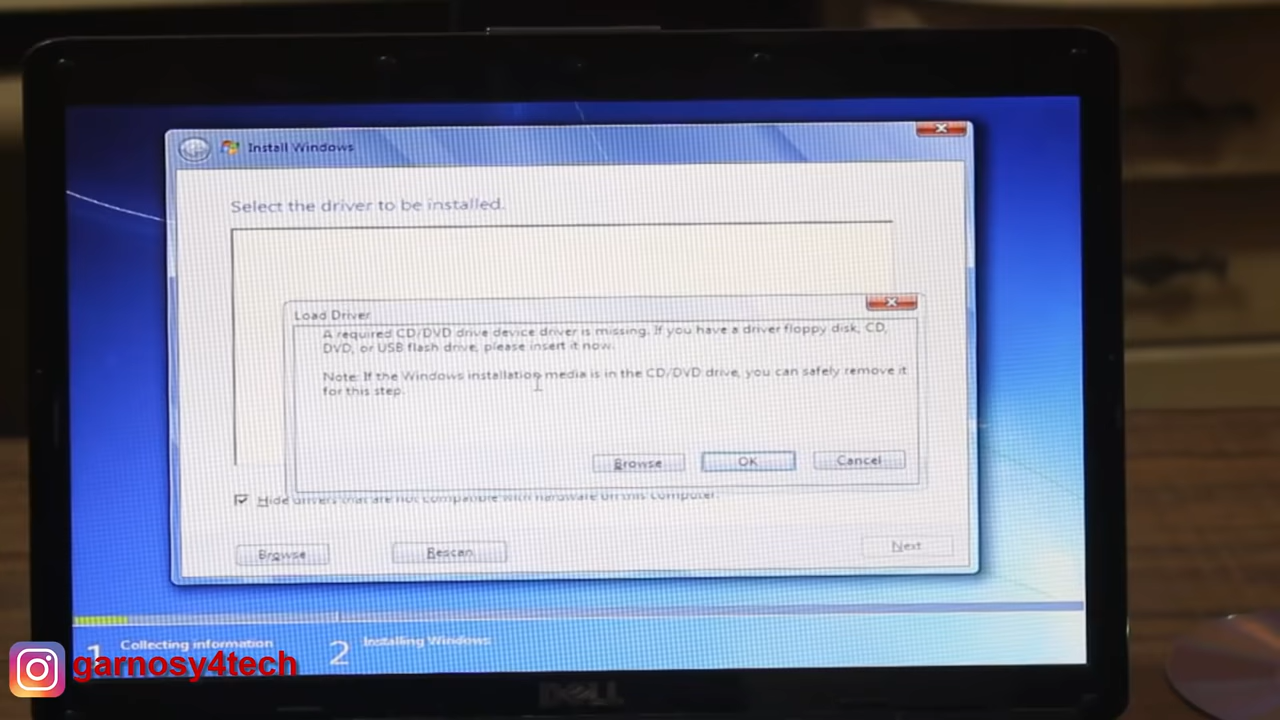 Install Windows
Select the driver to be installed.
Load Driver
A required CD/DVD drive device driver is missing. If you have a driver floppy disk, CD,
DVD, or USB flash drive, please insert it now.
Note: If the Windows installation media is in the CD/DVD drive, you can safely remove it
for this step.
Browse OK Cancel
Hide drivers that are not compatible with hardware on this computer.
Browse Rescan Next
1 Collecting information 2 Installing Windows
garnosy4tech
DELL